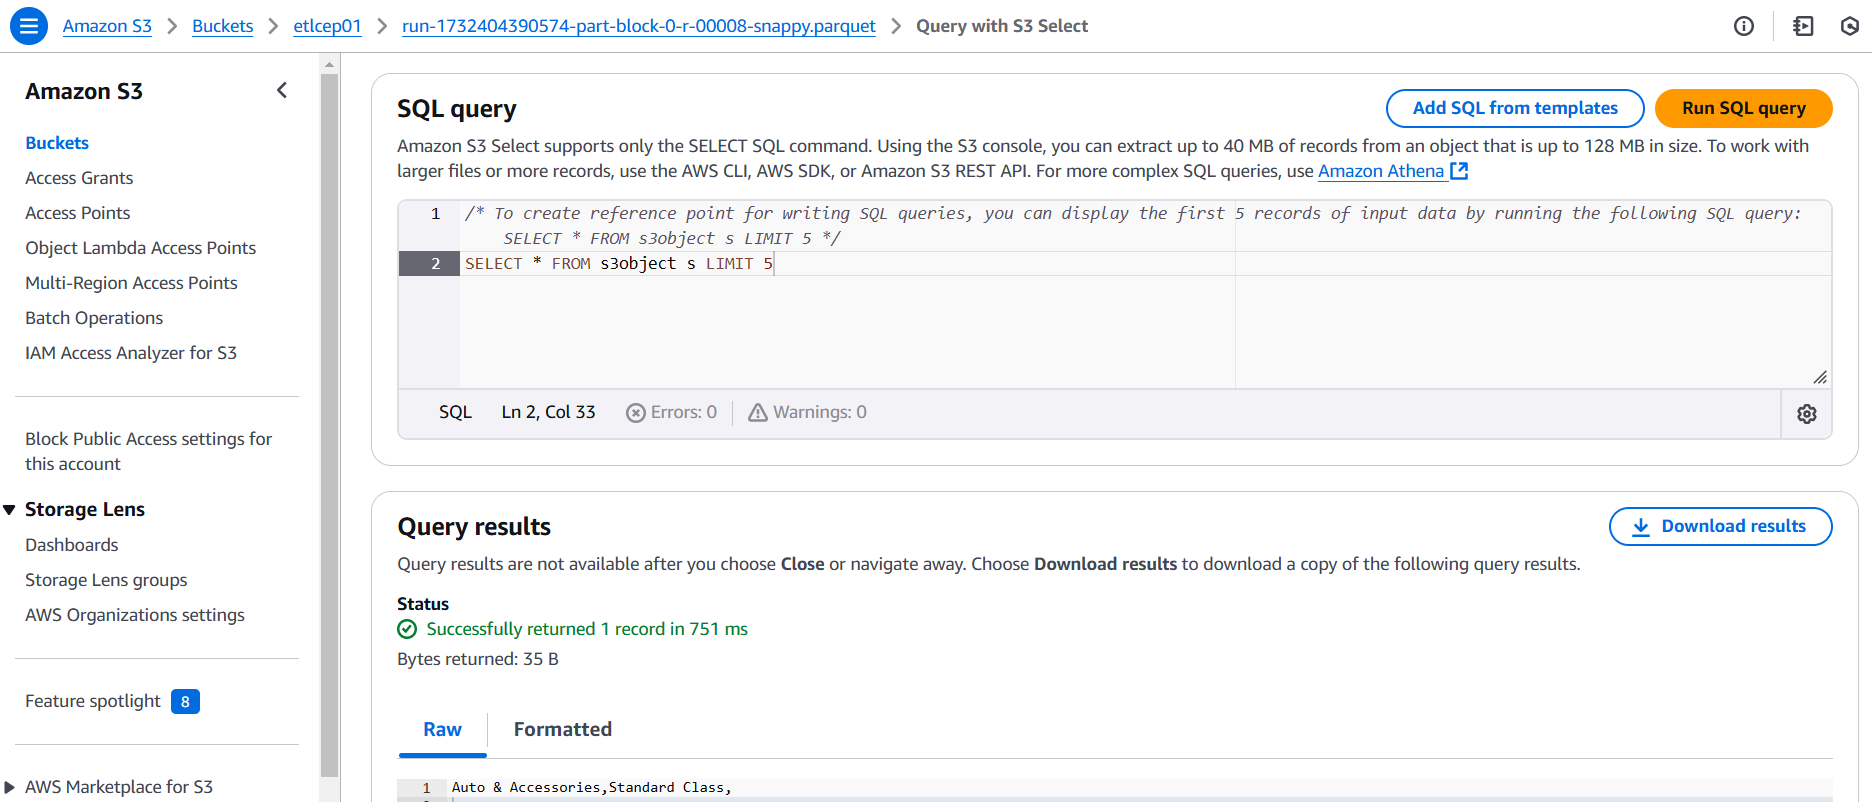 Amazon S3 > Buckets > etlcep01 > run-1732404390574-part-block-0-r-00008-snappy.parquet > Query with S3 Select
Amazon S3
Buckets
Access Grants
Access Points
Object Lambda Access Points
Multi-Region Access Points
Batch Operations
IAM Access Analyzer for S3
Block Public Access settings for
this account
Storage Lens
Dashboards
Storage Lens groups
AWS Organizations settings
Feature spotlight 8
AWS Marketplace for S3
SQL query
Add SQL from templates
Run SQL query
Amazon S3 Select supports only the SELECT SQL command. Using the S3 console, you can extract up to 40 MB of records from an object that is up to 128 MB in size. To work with
larger files or more records, use the AWS CLI, AWS SDK, or Amazon S3 REST API. For more complex SQL queries, use Amazon Athena
1 /* To create reference point for writing SQL queries, you can display the first 5 records of input data by running the following SQL query:
SELECT * FROM s3object s LIMIT 5 */
2 SELECT * FROM s3object s LIMIT 5
SQL Ln 2, Col 33 Errors: 0 Warnings: 0
Query results
Download results
Query results are not available after you choose Close or navigate away. Choose Download results to download a copy of the following query results.
Status
Successfully returned 1 record in 751 ms
Bytes returned: 35 B
Raw Formatted
1 Auto & Accessories,Standard Class,